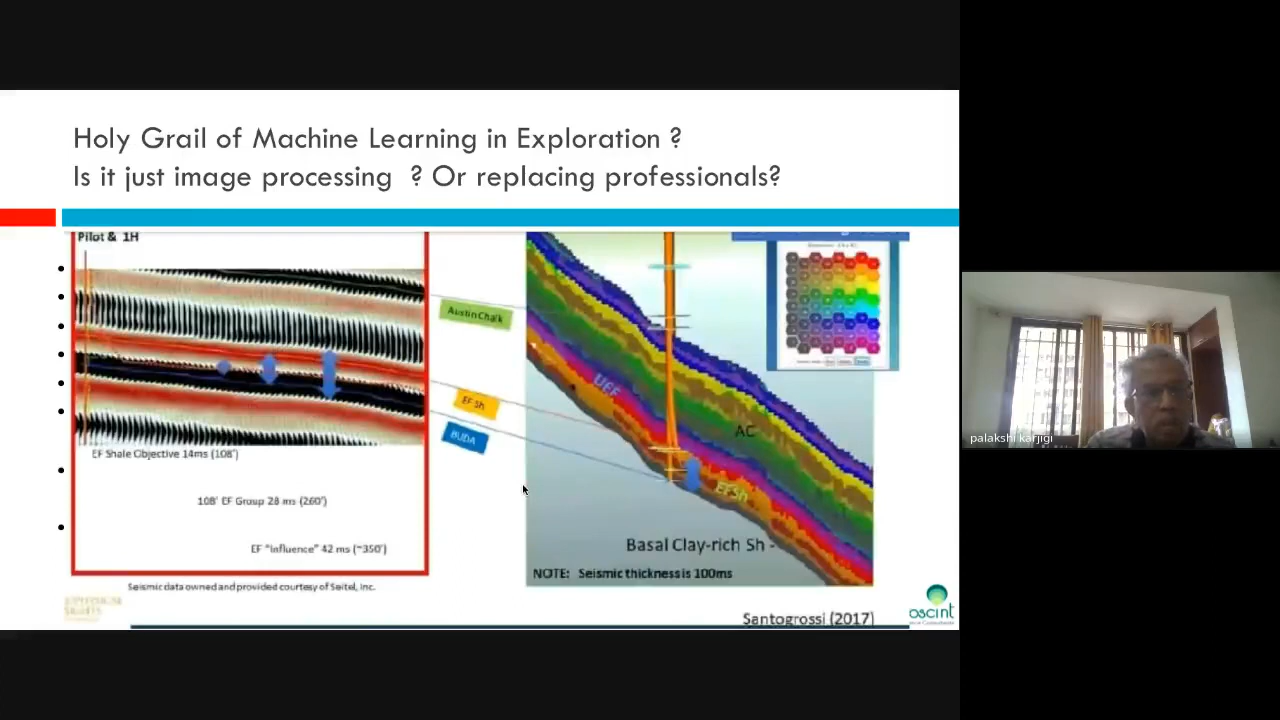 Holy Grail of Machine Learning in Exploration ?
Is it just image processing ? Or replacing professionals?
Pilot & 1H
Austin Chalk
EF Sh
BUDA
EF Shale Objective 14ms (108')
108' EF Group 28 ms (260')
EF "Influence" 42 ms (~350')
Seismic data owned and provided courtesy of Seitel, Inc.
UEF
AC
EFSh
Basal Clay-rich Sh -
NOTE: Seismic thickness is 100ms
Santogrossi (2017)
oscint
palakshi karjigi